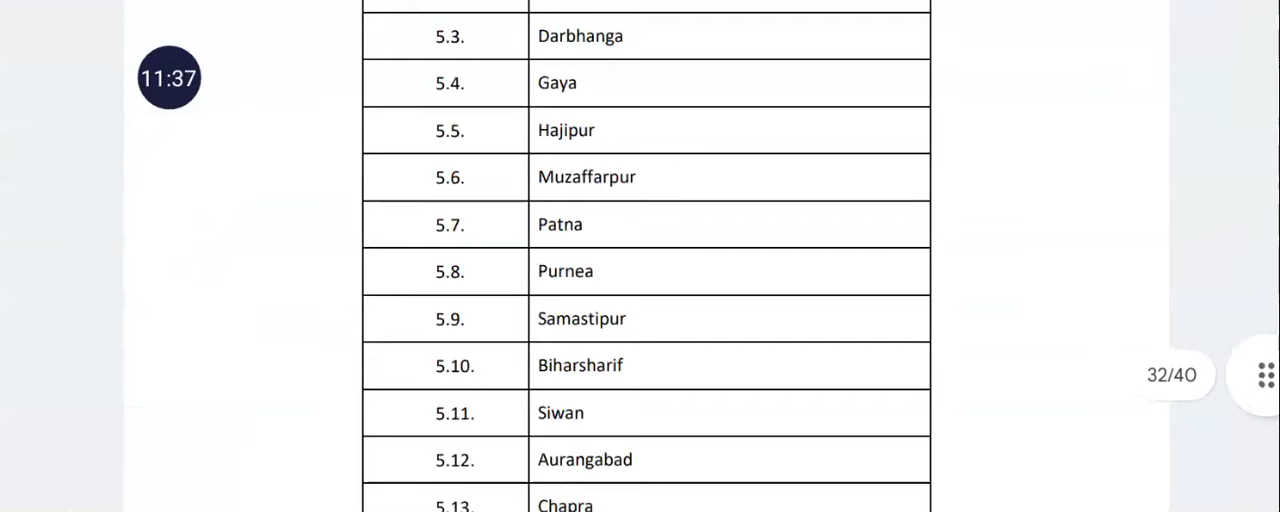 5.3. Darbhanga
11:37
5.4. Gaya
5.5. Hajipur
5.6. Muzaffarpur
5.7. Patna
5.8. Purnea
5.9. Samastipur
5.10. Biharsharif
32/40
5.11. Siwan
5.12. Aurangabad
5.13. Chapra